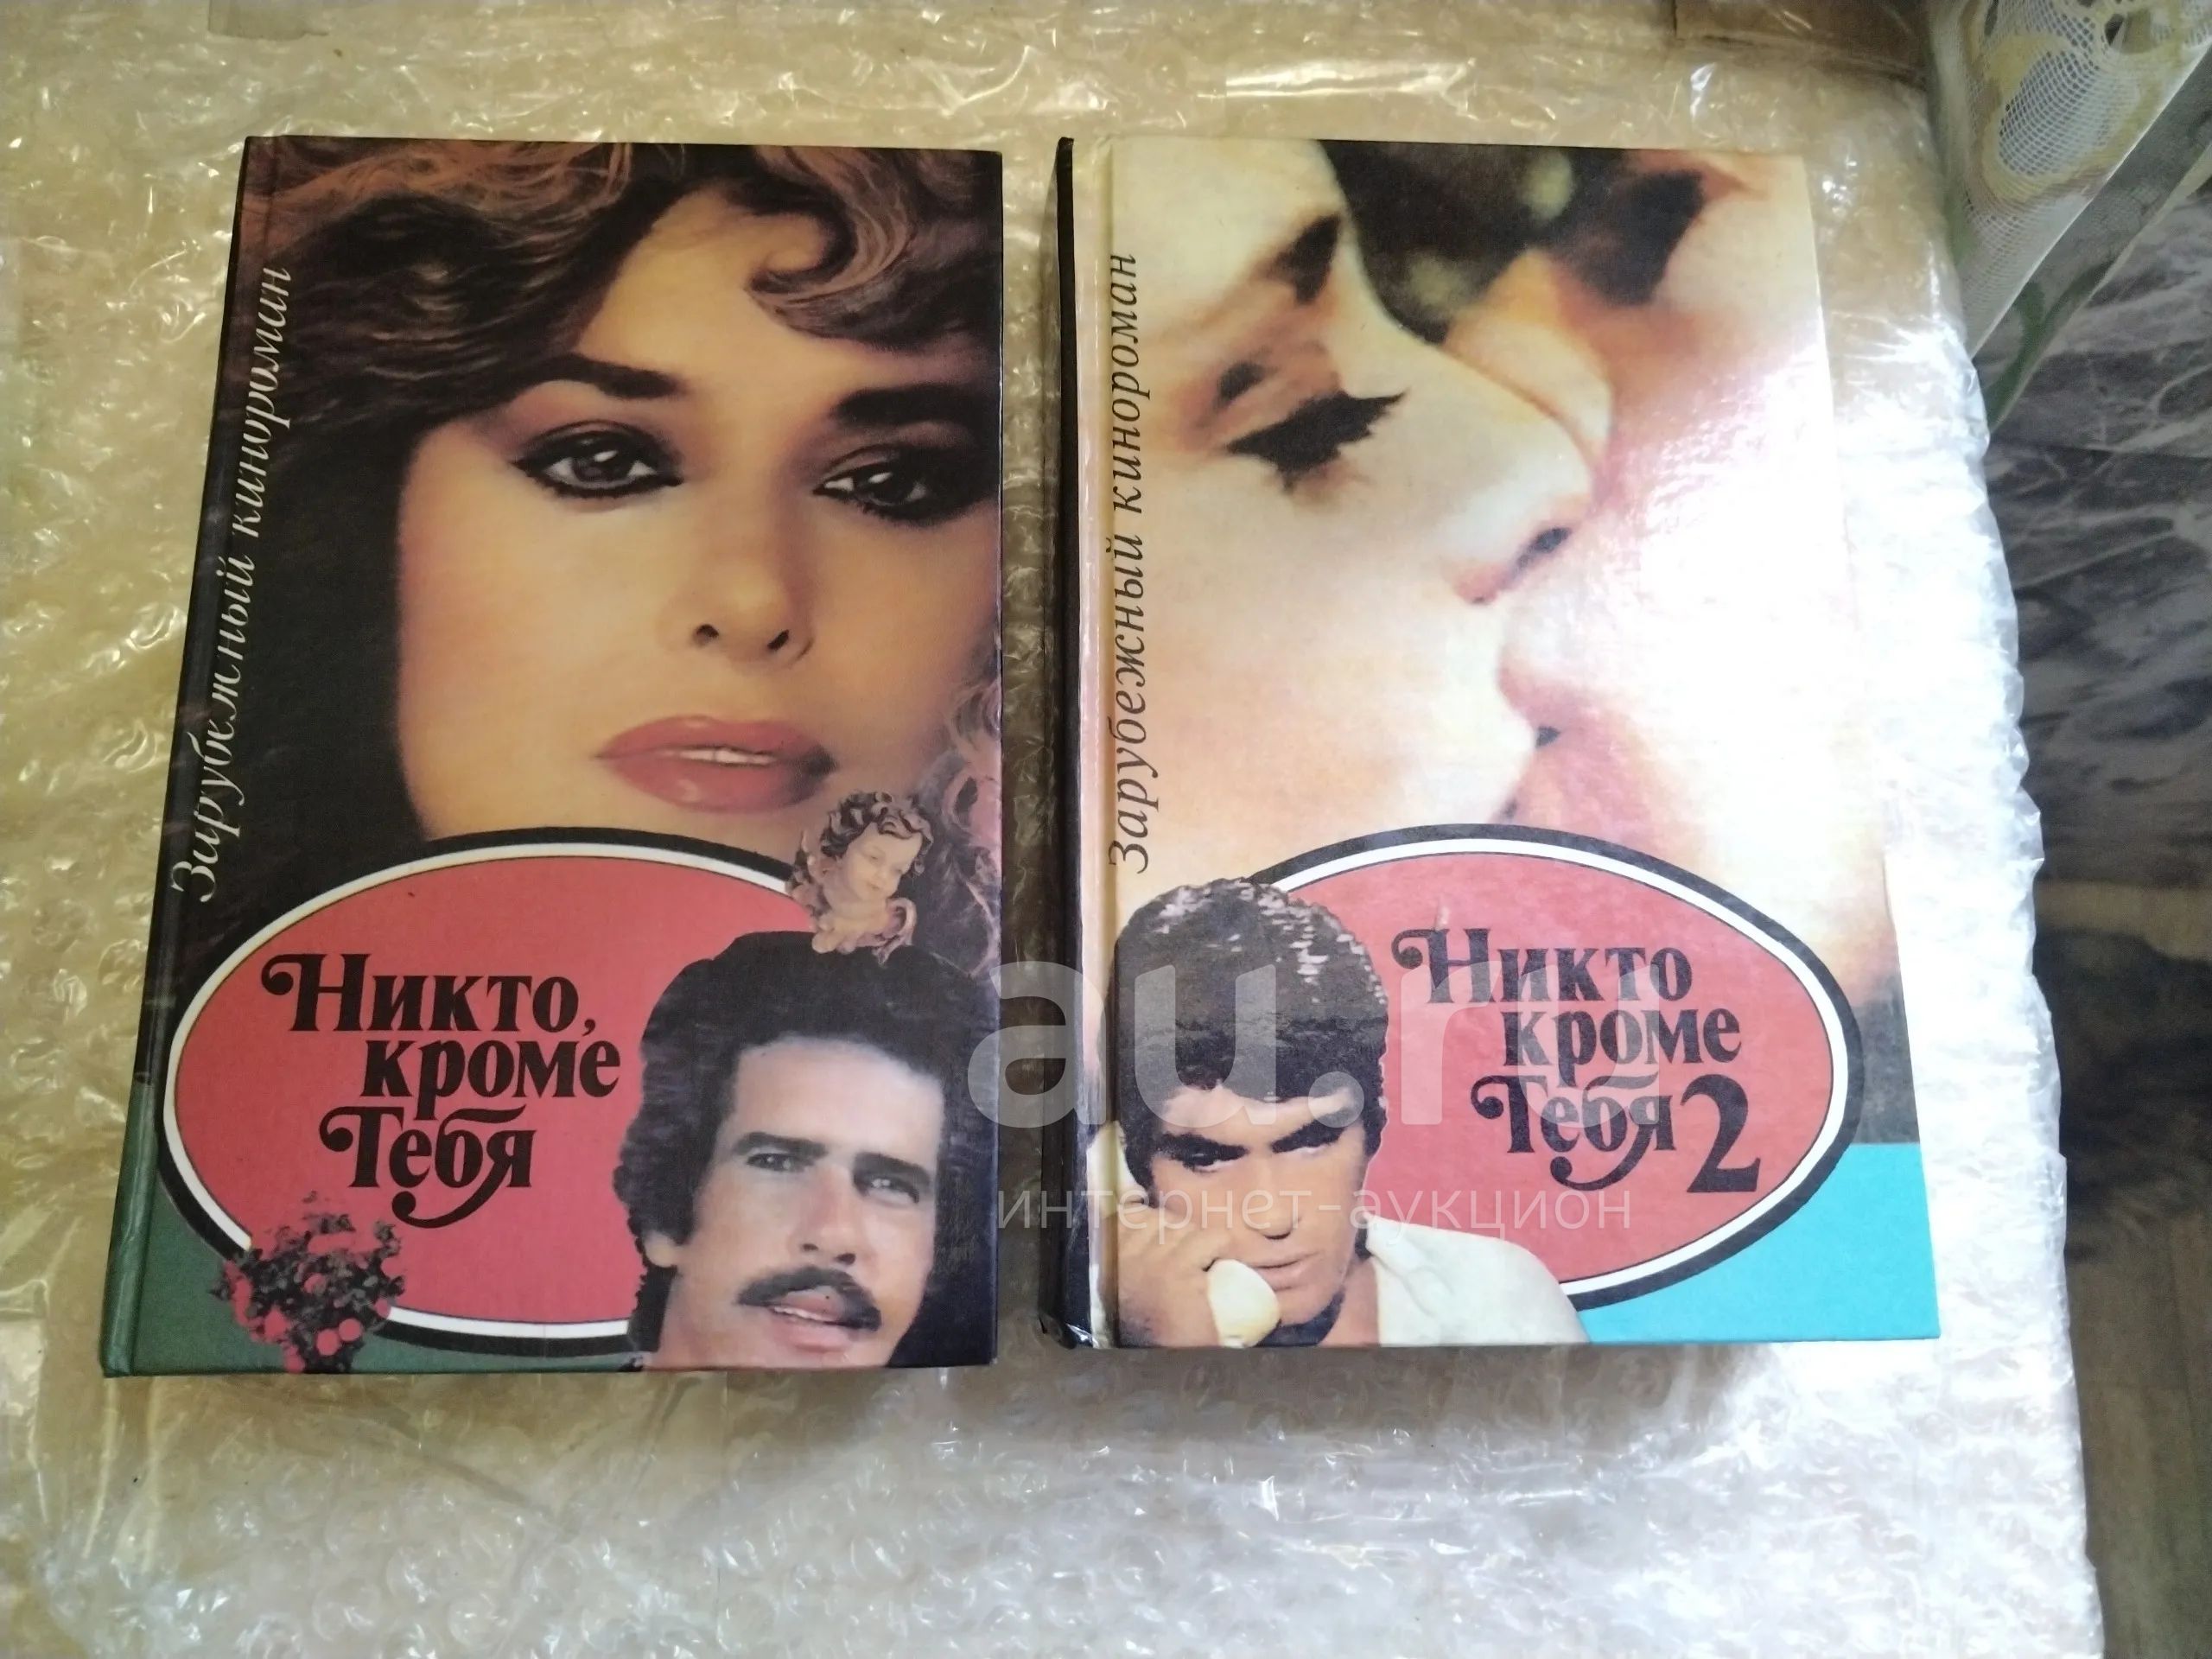 Зарубежный кинороман
Никто,
кроме
Тебя
Зарубежный кинороман
Никто
кроме
Тебя 2
au.ru
интернет-аукцион